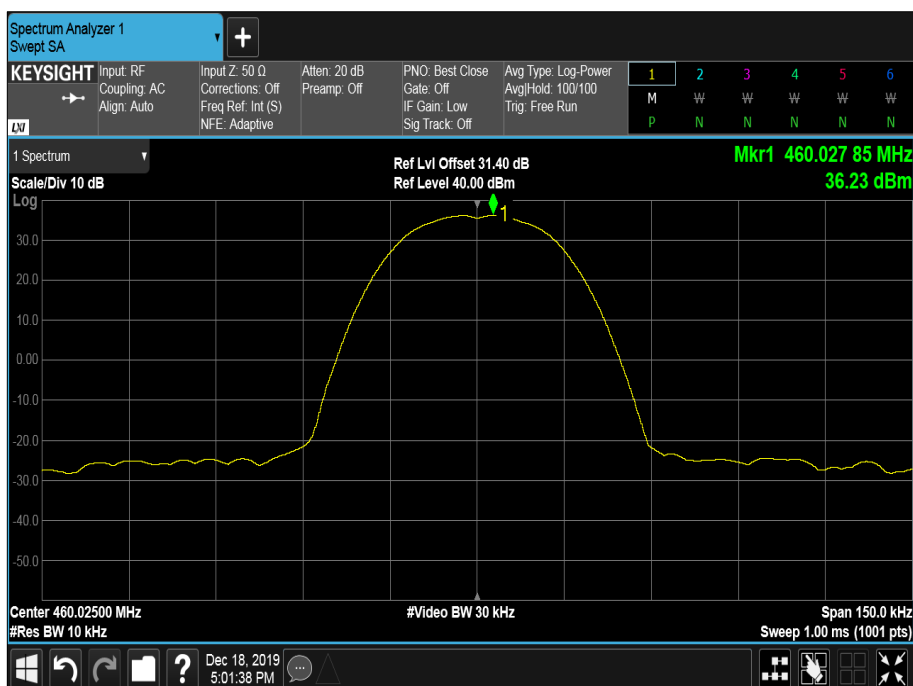 Spectrum Analyzer 1
Swept SA
+
KEYSIGHT
Input: RF
Coupling: AC
Align: Auto
Input Z: 50 Ω
Corrections: Off
Freq Ref: Int (S)
NFE: Adaptive
Atten: 20 dB
Preamp: Off
PNO: Best Close
Gate: Off
IF Gain: Low
Sig Track: Off
Avg Type: Log-Power
Avg|Hold: 100/100
Trig: Free Run
1 2 3 4 5 6
M W W W W W
P N N N N N
LXI
1 Spectrum
Scale/Div 10 dB
Ref Lvl Offset 31.40 dB
Ref Level 40.00 dBm
Mkr1 460.027 85 MHz
36.23 dBm
Log
1
30.0
20.0
10.0
0.00
-10.0
-20.0
-30.0
-40.0
-50.0
Center 460.02500 MHz
#Res BW 10 kHz
#Video BW 30 kHz
Span 150.0 kHz
Sweep 1.00 ms (1001 pts)
?
Dec 18, 2019
5:01:38 PM